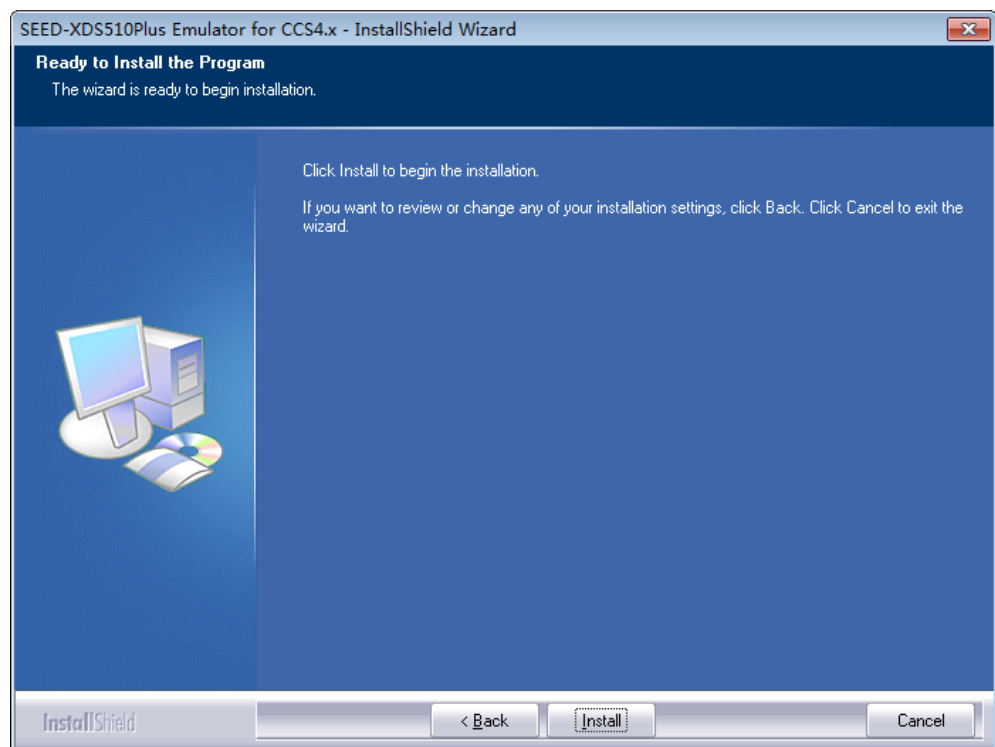 SEED-XDS510Plus Emulator for CCS4.x - InstallShield Wizard
Ready to Install the Program
The wizard is ready to begin installation.
Click Install to begin the installation.
If you want to review or change any of your installation settings, click Back. Click Cancel to exit the
wizard.
InstallShield
< Back
Install
Cancel